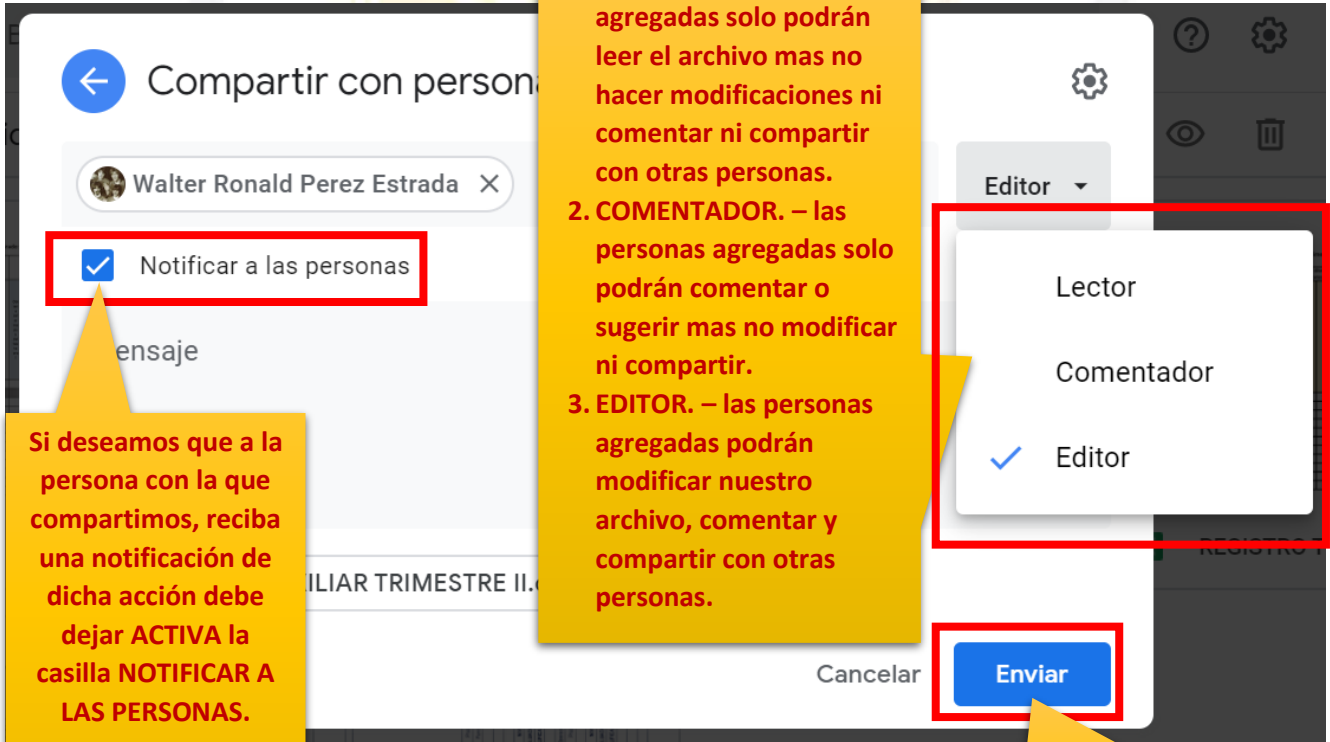 Compartir con person
Walter Ronald Perez Estrada
Editor
Notificar a las personas
ensaje
Lector
Comentador
Editor
agregadas solo podrán
leer el archivo mas no
hacer modificaciones ni
comentar ni compartir
con otras personas.
2. COMENTADOR. – las
personas agregadas solo
podrán comentar o
sugerir mas no modificar
ni compartir.
3. EDITOR. – las personas
agregadas podrán
modificar nuestro
archivo, comentar y
compartir con otras
personas.
Si deseamos que a la
persona con la que
compartimos, reciba
una notificación de
dicha acción debe
dejar ACTIVA la
casilla NOTIFICAR A
LAS PERSONAS.
ILIAR TRIMESTRE II.
REGISTRO T
Cancelar
Enviar